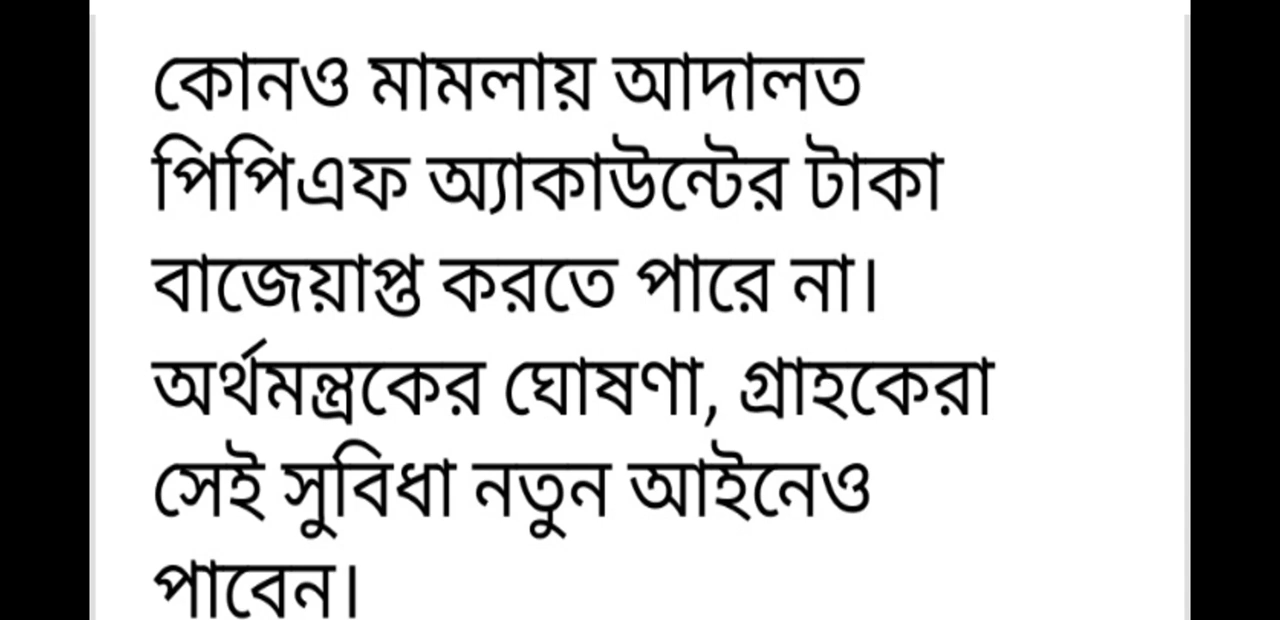 কোনও মামলায় আদালত
পিপিএফ অ্যাকাউন্টের টাকা
বাজেয়াপ্ত করতে পারে না।
অর্থমন্ত্রকের ঘোষণা, গ্রাহকেরা
সেই সুবিধা নতুন আইনেও
পাবেন।